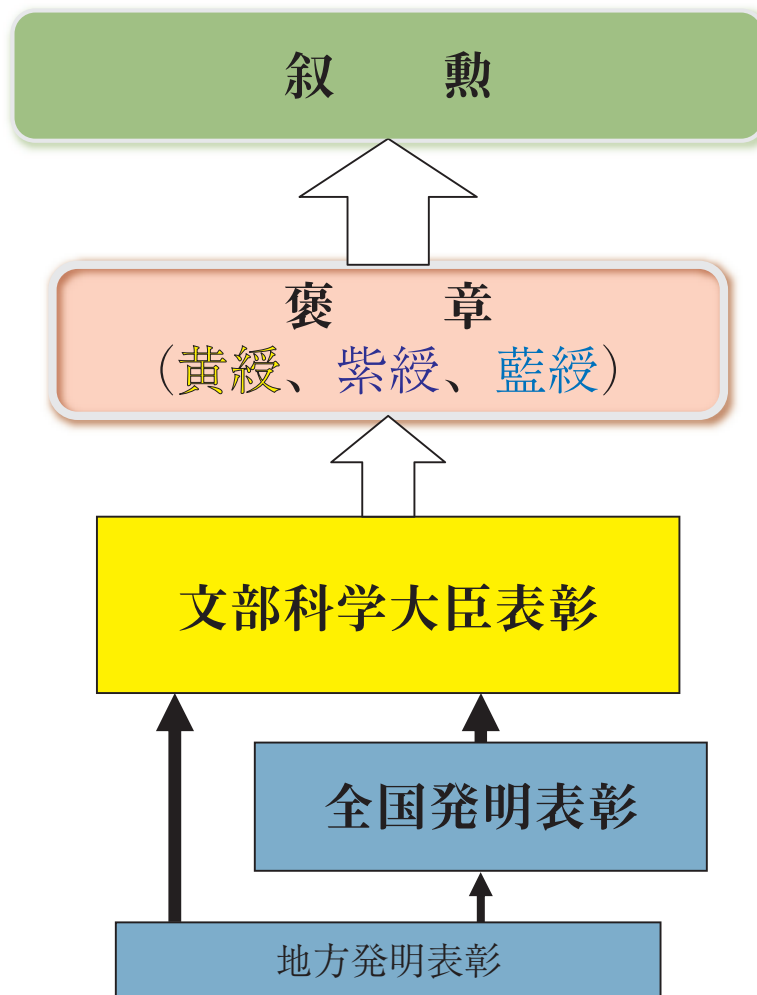 叙　勲
褒　章
（黄綬、紫綬、藍綬）
文部科学大臣表彰
全国発明表彰
地方発明表彰